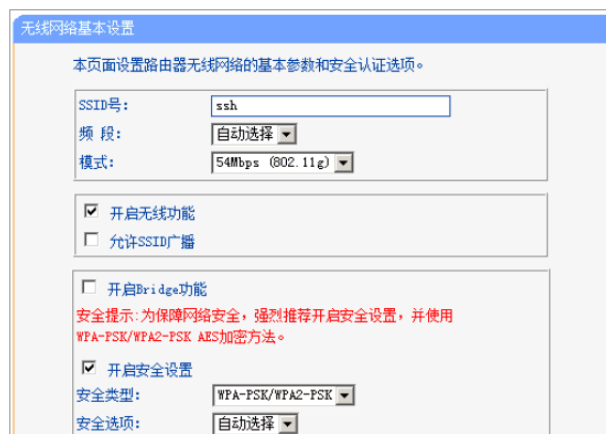 无线网络基本设置
本页面设置路由器无线网络的基本参数和安全认证选项。
SSID号： ssh
频 段： 自动选择
模式： 54Mbps (802.11g)
开启无线功能
允许SSID广播
开启Bridge功能
安全提示:为保障网络安全，强烈推荐开启安全设置，并使用
WPA-PSK/WPA2-PSK AES加密方法。
开启安全设置
安全类型： WPA-PSK/WPA2-PSK
安全选项： 自动选择